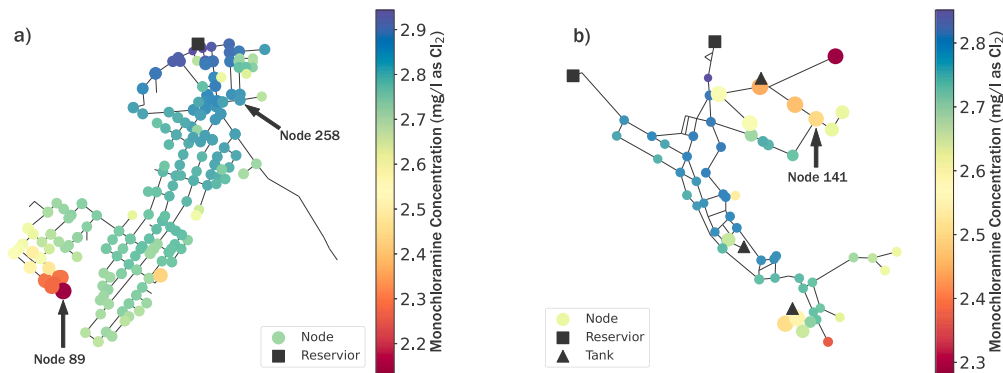 a)
Node 258
Node 89
Node
Reservior
2.9
2.8
2.7
2.6
2.5
2.4
2.3
2.2
Monochloramine Concentration (mg/l as Cl₂)
b)
Node 141
Node
Reservior
Tank
2.8
2.7
2.6
2.5
2.4
2.3
Monochloramine Concentration (mg/l as Cl₂)